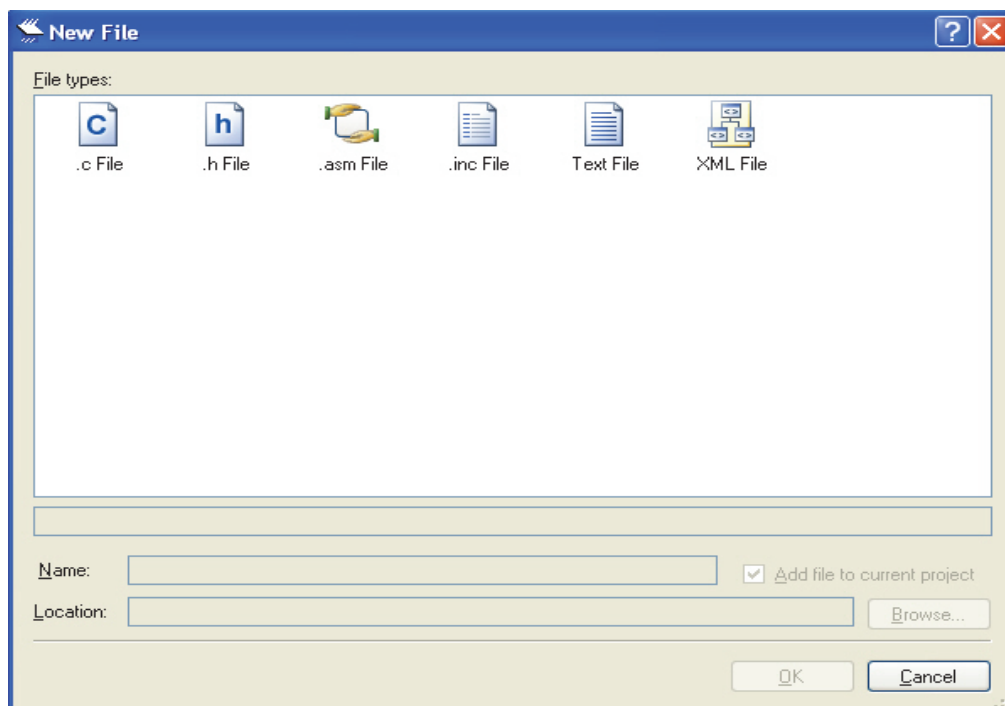 New File
File types:
C h <> <> <>
.c File .h File .asm File .inc File Text File XML File
Name: Add file to current project
Location: Browse...
OK Cancel